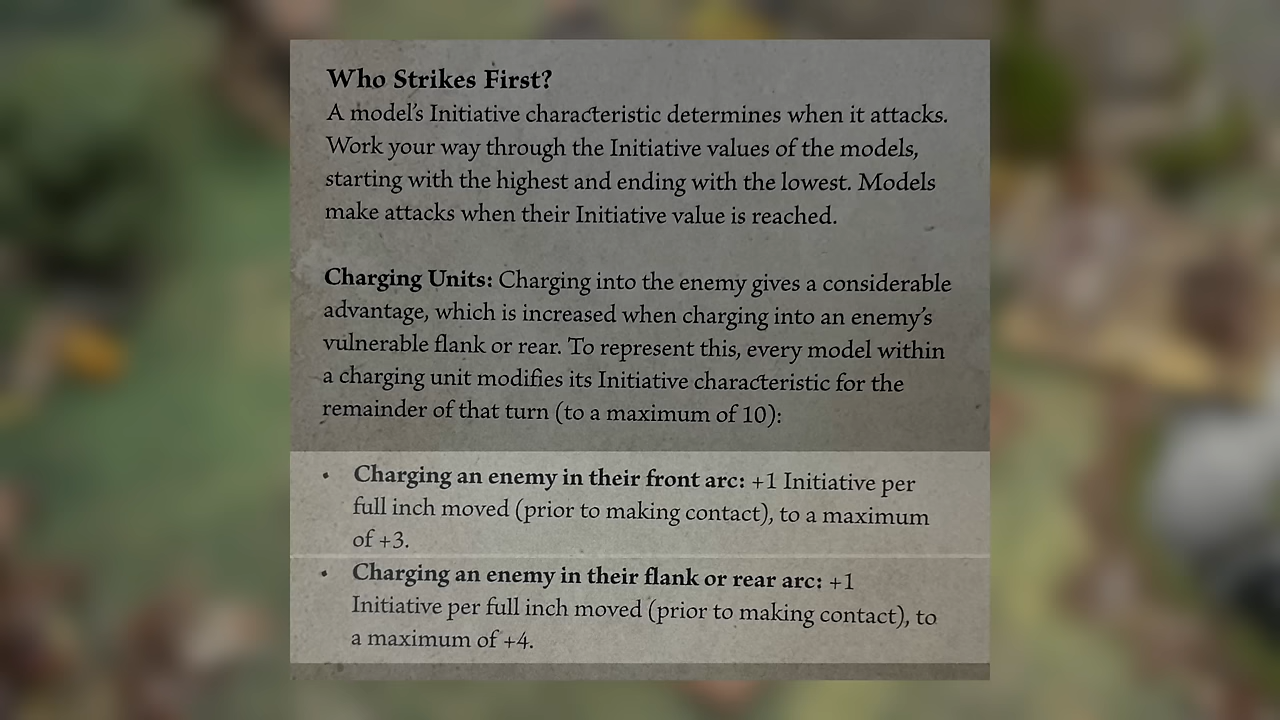 Who Strikes First?
A model's Initiative characteristic determines when it attacks.
Work your way through the Initiative values of the models,
starting with the highest and ending with the lowest. Models
make attacks when their Initiative value is reached.
Charging Units: Charging into the enemy gives a considerable
advantage, which is increased when charging into an enemy's
vulnerable flank or rear. To represent this, every model within
a charging unit modifies its Initiative characteristic for the
remainder of that turn (to a maximum of 10):
• Charging an enemy in their front arc: +1 Initiative per
full inch moved (prior to making contact), to a maximum
of +3.
• Charging an enemy in their flank or rear arc: +1
Initiative per full inch moved (prior to making contact), to
a maximum of +4.